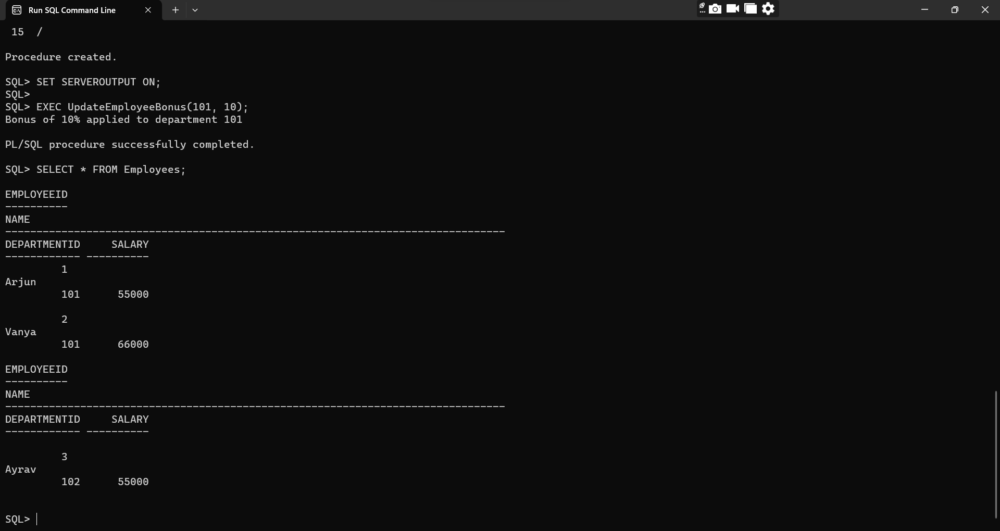 Run SQL Command Line
 15  /
Procedure created.
SQL> SET SERVEROUTPUT ON;
SQL>
SQL> EXEC UpdateEmployeeBonus(101, 10);
Bonus of 10% applied to department 101
PL/SQL procedure successfully completed.
SQL> SELECT * FROM Employees;
EMPLOYEEID
----------
NAME
--------------------------------------------------------------------------------
DEPARTMENTID     SALARY
------------ ----------
         1
Arjun
         101      55000
         2
Vanya
         101      66000
EMPLOYEEID
----------
NAME
--------------------------------------------------------------------------------
DEPARTMENTID     SALARY
------------ ----------
         3
Ayrav
         102      55000
SQL>